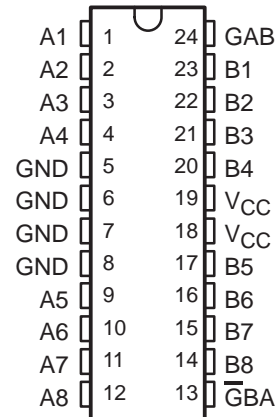 A1 1 24 GAB
A2 2 23 B1
A3 3 22 B2
A4 4 21 B3
GND 5 20 B4
GND 6 19 VCC
GND 7 18 VCC
GND 8 17 B5
A5 9 16 B6
A6 10 15 B7
A7 11 14 B8
A8 12 13 G̅BA